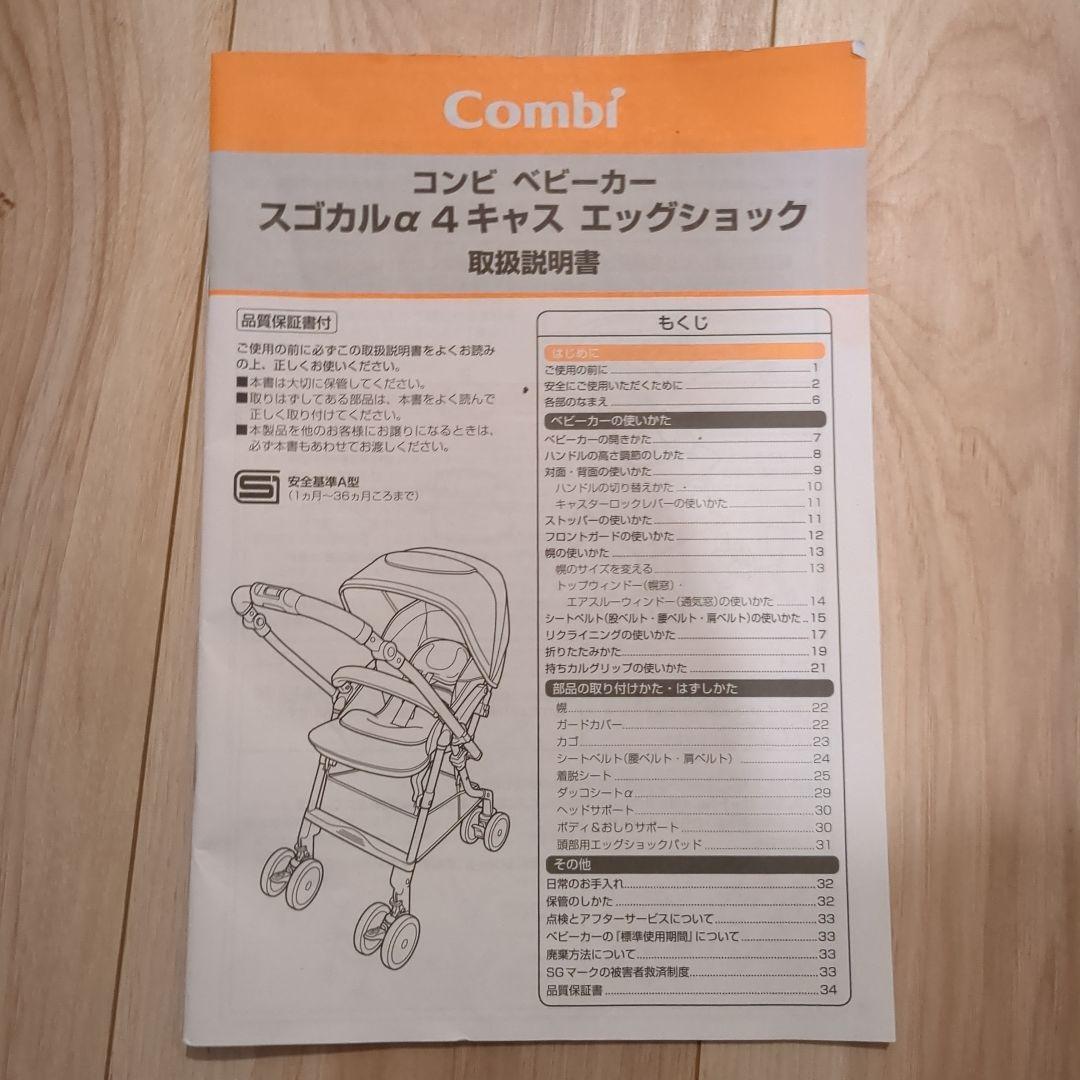 Combi
コンビ ベビーカー
スゴカルα 4キャス エッグショック
取扱説明書
品質保証書付
ご使用の前に必ずこの取扱説明書をよくお読み
の上、正しくお使いください。
■本書は大切に保管してください。
■取りはずしてある部品は、本書をよく読んで
正しく取り付けてください。
■本製品を他のお客様にお譲りになるときは、
必ず本書もあわせてお渡しください。
安全基準A型
(1ヵ月〜36ヵ月ころまで)
もくじ
はじめに
ご使用の前に 1
安全にご使用いただくために 2
各部のなまえ 6
ベビーカーの使いかた
ベビーカーの開きかた 7
ハンドルの高さ調節のしかた 8
対面・背面の使いかた 9
ハンドルの切り替えかた 10
キャスターロックレバーの使いかた 11
ストッパーの使いかた 11
フロントガードの使いかた 12
幌の使いかた 13
幌のサイズを変える 13
トップウィンドー(幌窓)・
エアスルーウィンドー(通気窓)の使いかた 14
シートベルト(股ベルト・腰ベルト・肩ベルト)の使いかた 15
リクライニングの使いかた 17
折りたたみかた 19
持ちカルグリップの使いかた 21
部品の取り付けかた・はずしかた
幌 22
ガードカバー 22
カゴ 23
シートベルト(腰ベルト・肩ベルト) 24
着脱シート 25
ダッコシートα 29
ヘッドサポート 30
ボディ&おしりサポート 30
頭部用エッグショックパッド 31
その他
日常のお手入れ 32
保管のしかた 32
点検とアフターサービスについて 33
ベビーカーの「標準使用期間」について 33
廃棄方法について 33
SGマークの被害者救済制度 33
品質保証書 34